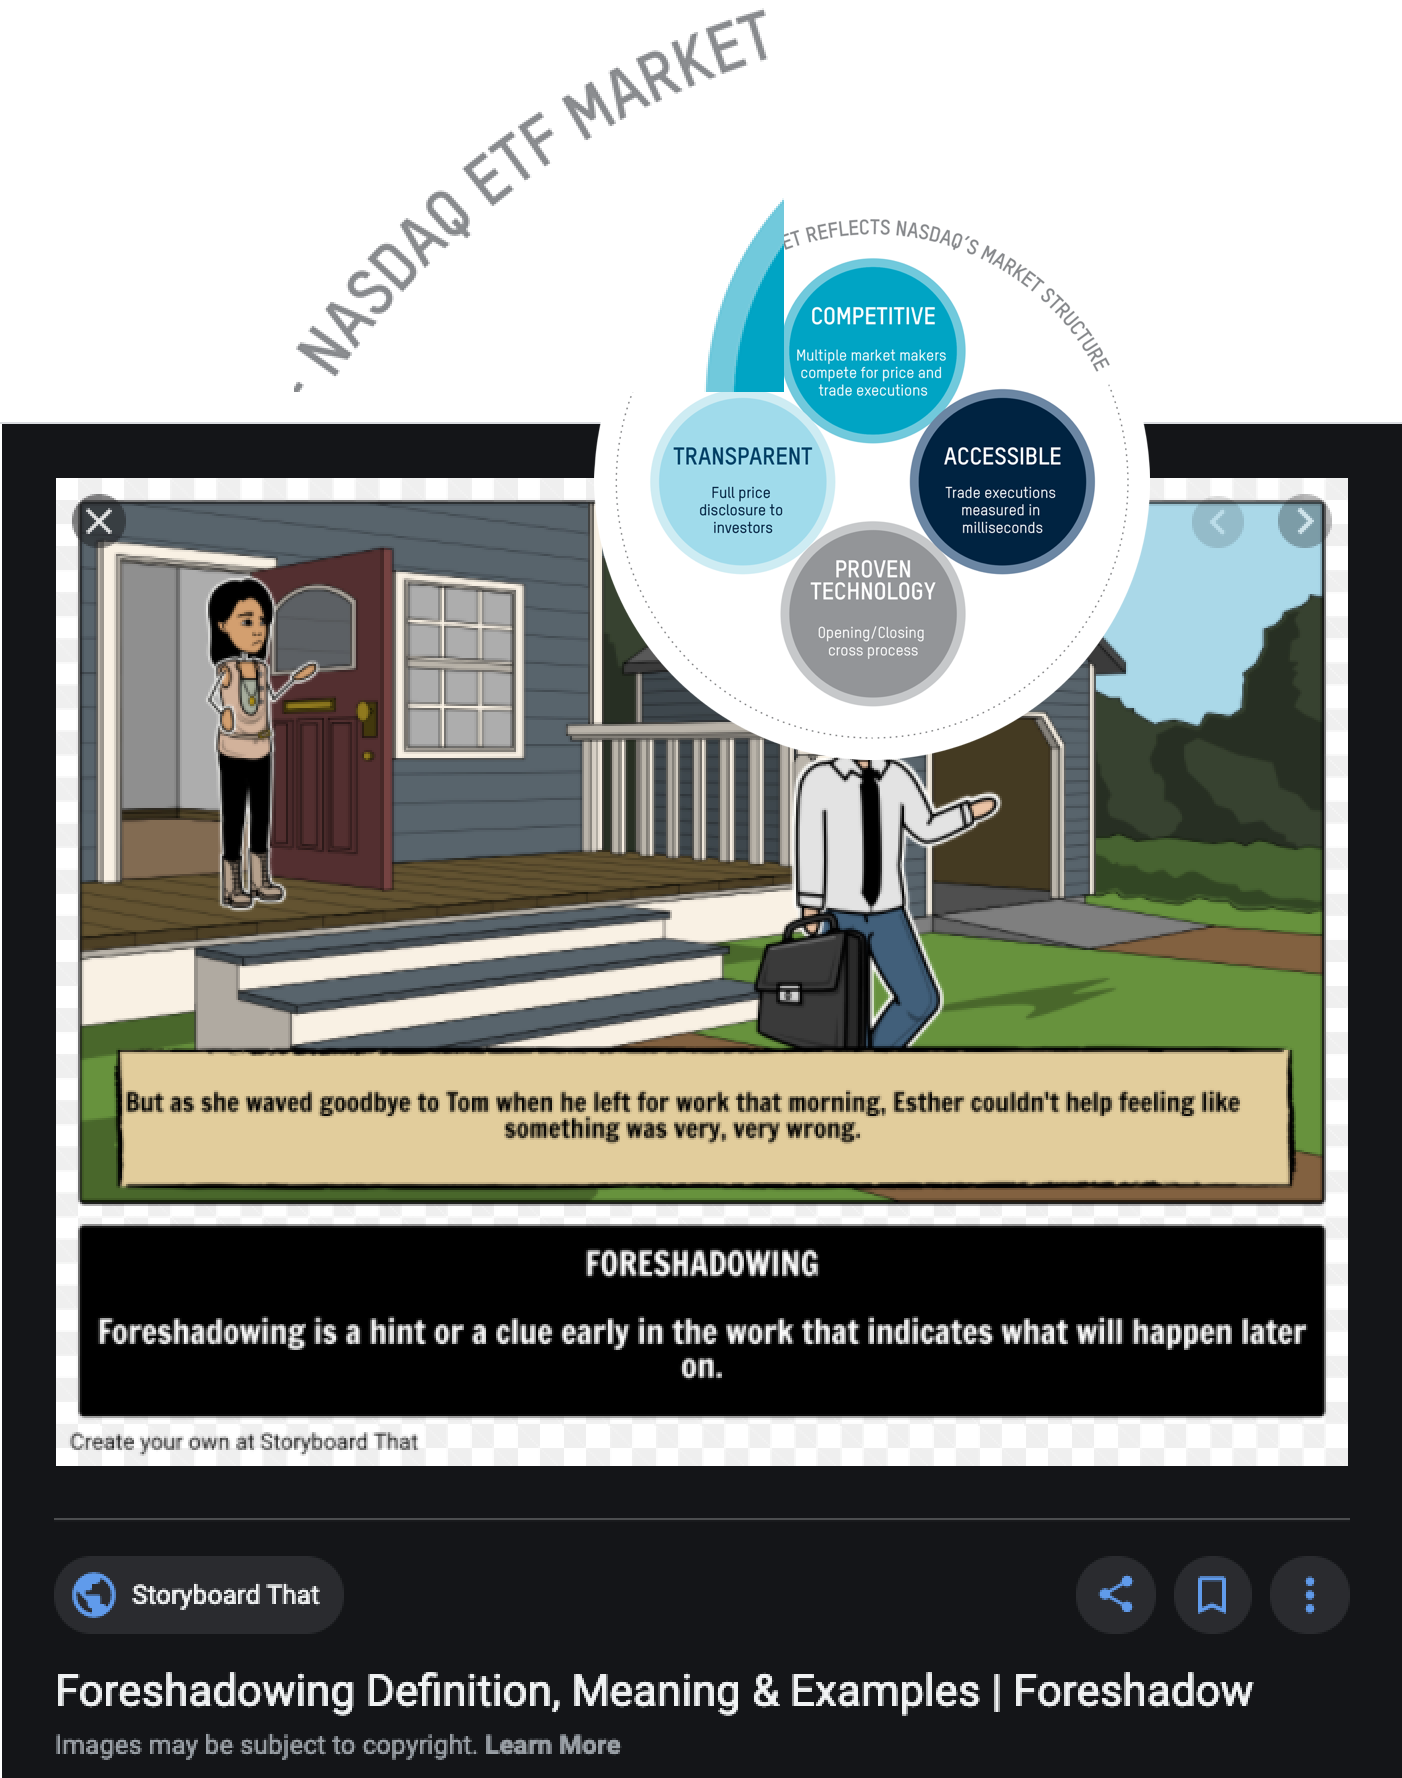 NASDAQ ETF MARKET
ET REFLECTS NASDAQ'S MARKET STRUCTURE
COMPETITIVE
Multiple market makers
compete for price and
trade executions
TRANSPARENT
Full price
disclosure to
investors
ACCESSIBLE
Trade executions
measured in
milliseconds
PROVEN
TECHNOLOGY
Opening/Closing
cross process
But as she waved goodbye to Tom when he left for work that morning, Esther couldn't help feeling like
something was very, very wrong.
FORESHADOWING
Foreshadowing is a hint or a clue early in the work that indicates what will happen later
on.
Create your own at Storyboard That
Storyboard That
Foreshadowing Definition, Meaning & Examples | Foreshadow
Images may be subject to copyright. Learn More